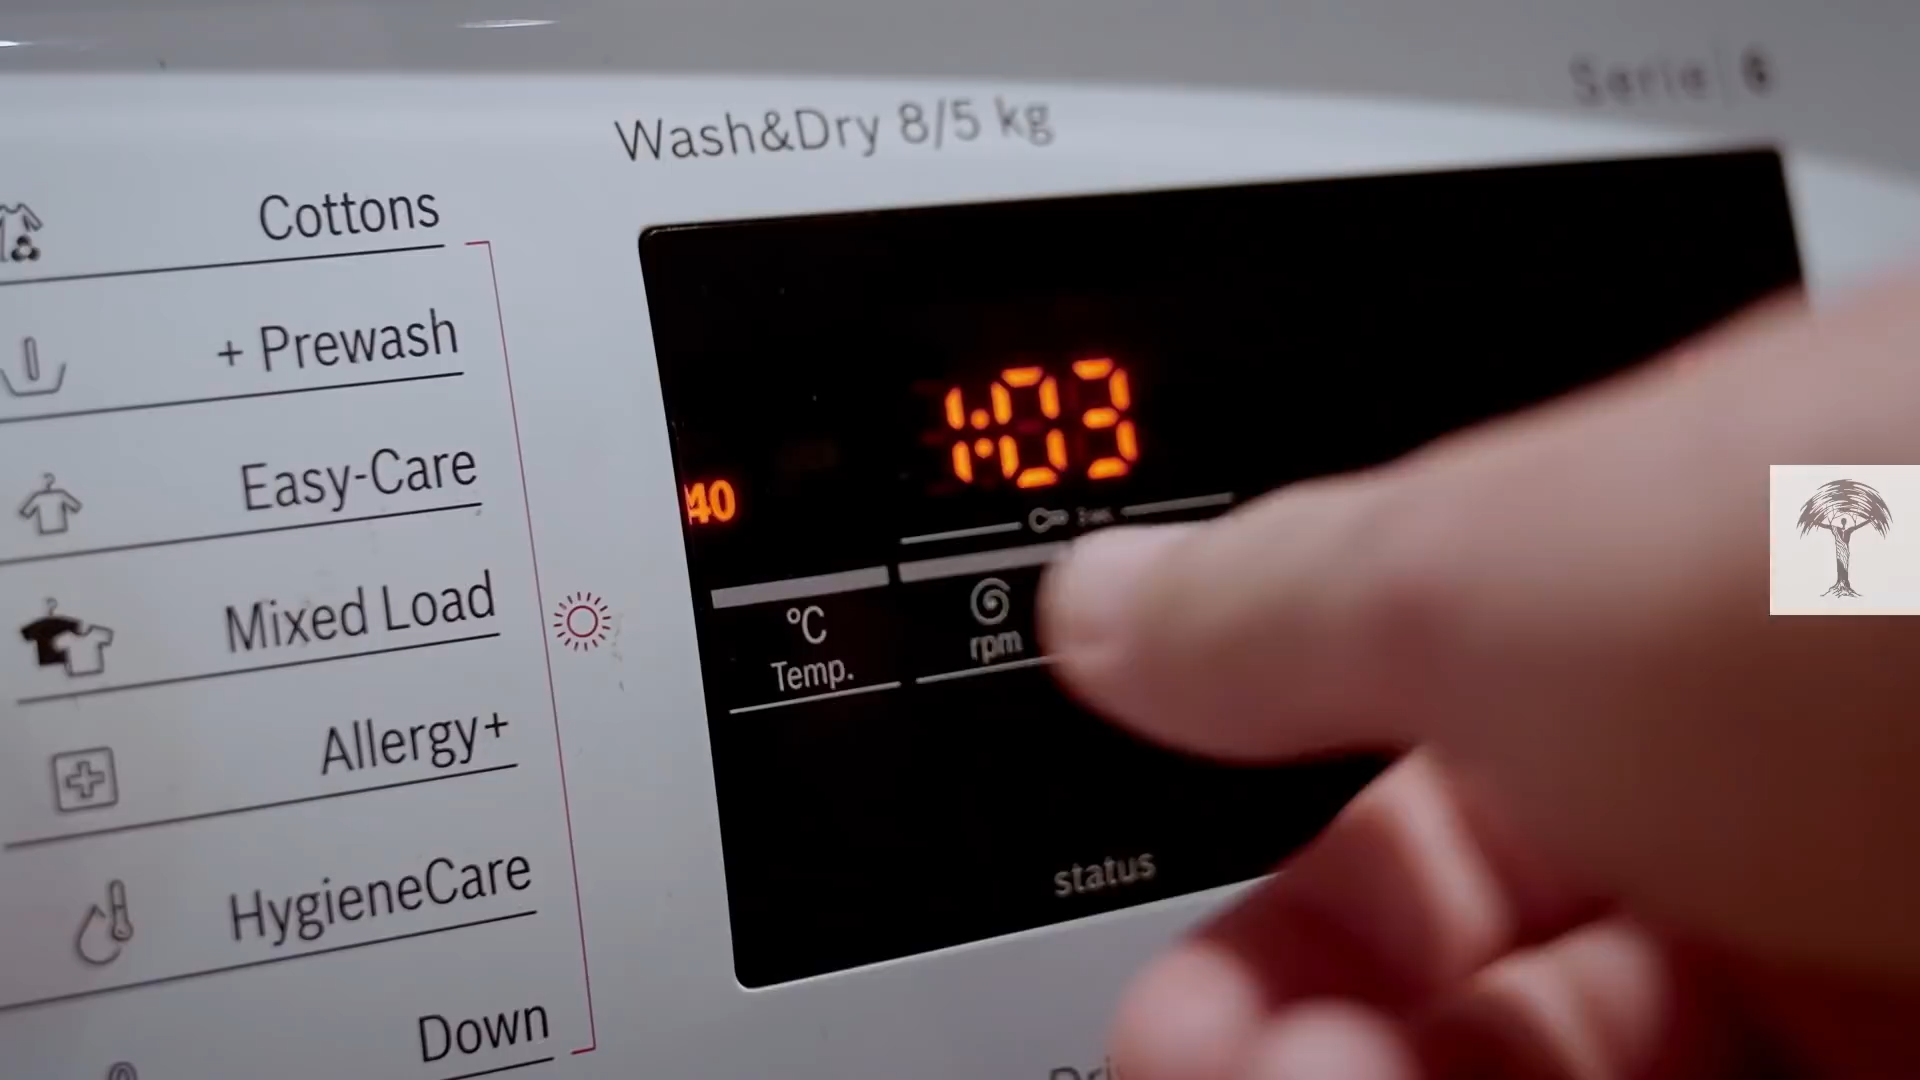 Serie 6
Wash&Dry 8/5 kg
Cottons
+ Prewash
Easy-Care
Mixed Load
Allergy+
HygieneCare
Down
1:03
40
°C
Temp.
rpm
status